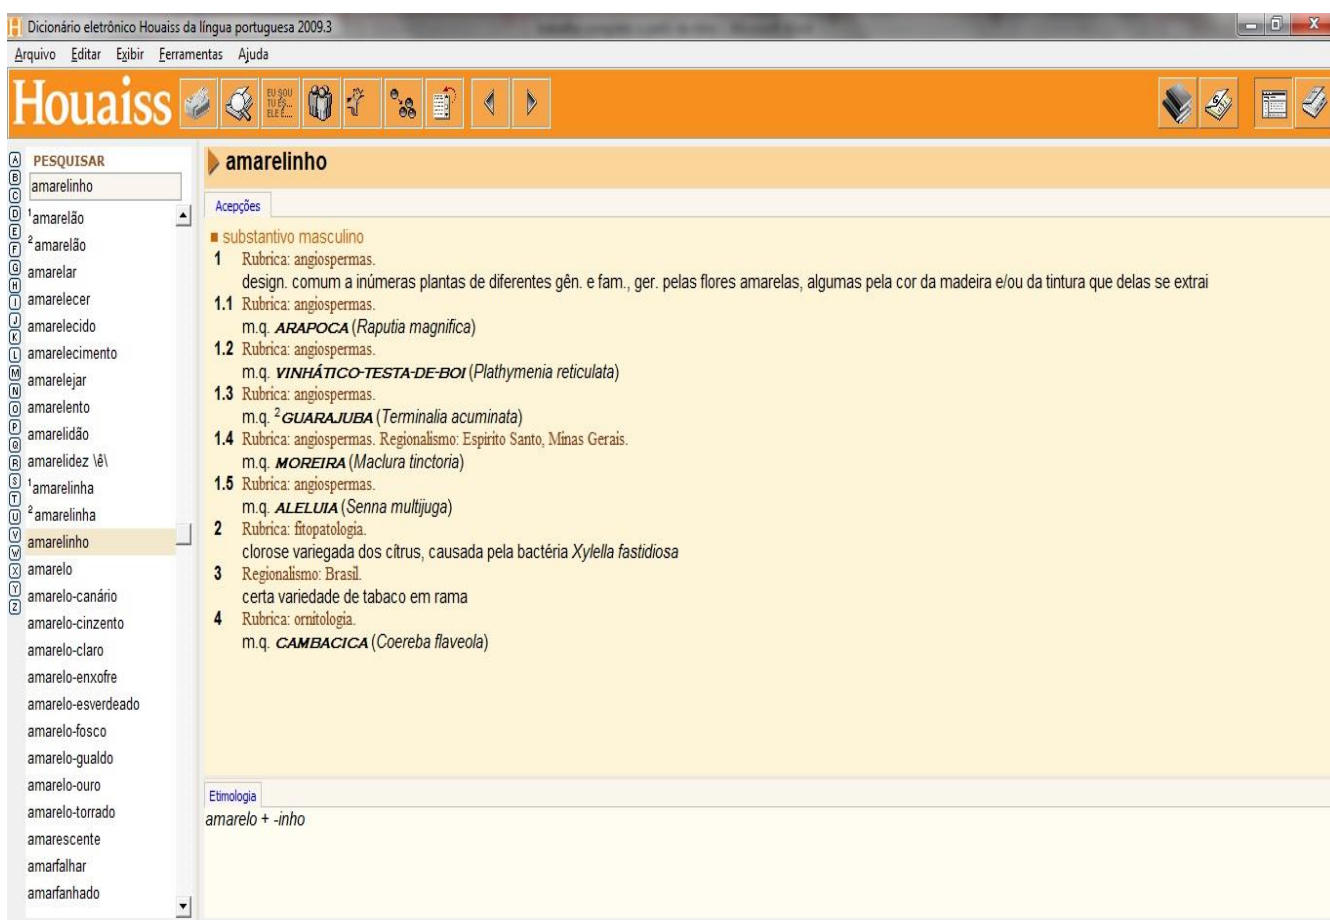 Dicionário eletrônico Houaiss da língua portuguesa 2009.3
Arquivo Editar Exibir Ferramentas Ajuda
Houaiss
EU SOU
TU ÉS...
ELE É...
A
B
C
D
E
F
G
H
I
J
K
L
M
N
O
P
Q
R
S
T
U
V
W
X
Y
Z
PESQUISAR
amarelinho
¹amarelão
²amarelão
amarelar
amarelecer
amarelecido
amarelecimento
amarelejar
amarelento
amarelidão
amarelidez \ê\
¹amarelinha
²amarelinha
amarelinho
amarelo
amarelo-canário
amarelo-cinzento
amarelo-claro
amarelo-enxofre
amarelo-esverdeado
amarelo-fosco
amarelo-gualdo
amarelo-ouro
amarelo-torrado
amarescente
amarfalhar
amarfanhado
amarelinho
Acepções
■ substantivo masculino
1 Rubrica: angiospermas.
design. comum a inúmeras plantas de diferentes gên. e fam., ger. pelas flores amarelas, algumas pela cor da madeira e/ou da tintura que delas se extrai
1.1 Rubrica: angiospermas.
m.q. ARAPOCA (Raputia magnifica)
1.2 Rubrica: angiospermas.
m.q. VINHÁTICO-TESTA-DE-BOI (Plathymenia reticulata)
1.3 Rubrica: angiospermas.
m.q. ²GUARAJUBA (Terminalia acuminata)
1.4 Rubrica: angiospermas. Regionalismo: Espirito Santo, Minas Gerais.
m.q. MOREIRA (Maclura tinctoria)
1.5 Rubrica: angiospermas.
m.q. ALELUIA (Senna multijuga)
2 Rubrica: fitopatologia.
clorose variegada dos cítrus, causada pela bactéria Xylella fastidiosa
3 Regionalismo: Brasil.
certa variedade de tabaco em rama
4 Rubrica: ornitologia.
m.q. CAMBACICA (Coereba flaveola)
Etimologia
amarelo + -inho